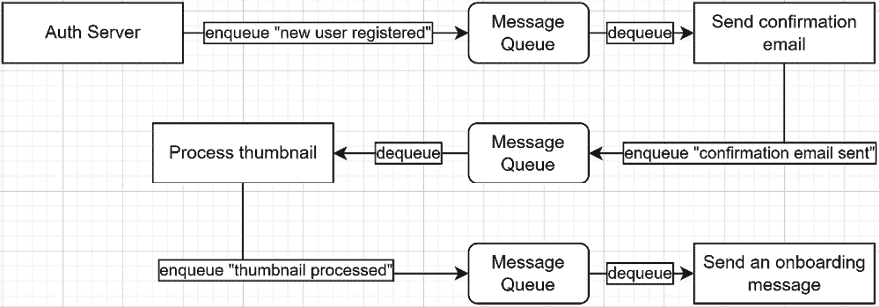 Auth Server
enqueue "new user registered"
Message
Queue
dequeue
Send confirmation
email
Process thumbnail
dequeue
Message
Queue
enqueue "confirmation email sent"
enqueue "thumbnail processed"
Message
Queue
dequeue
Send an onboarding
message